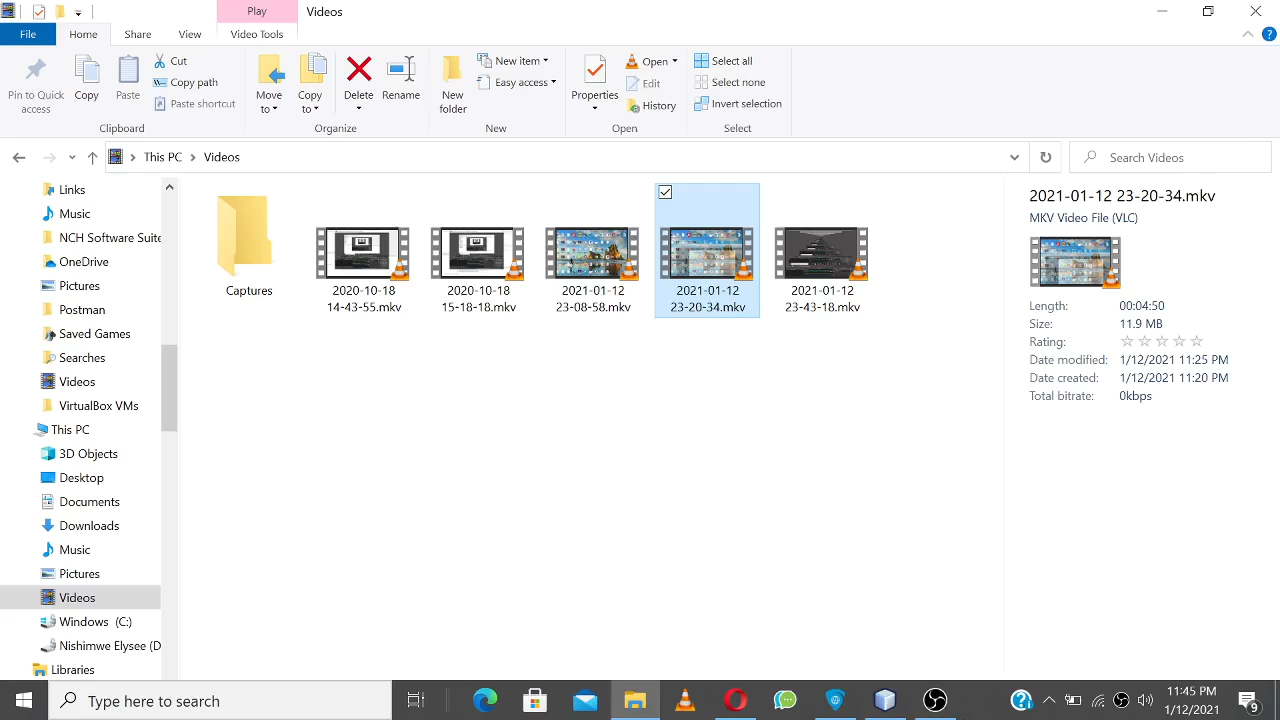 Play
Videos
File
Home
Share
View
Video Tools
Pin to Quick
access
Copy
Paste
Cut
Copy path
Paste shortcut
Clipboard
Move
to
Copy
to
Delete
Rename
Organize
New
folder
New item
Easy access
New
Properties
Open
Edit
History
Open
Select all
Select none
Invert selection
Select
This PC
Videos
Search Videos
Links
Music
NCH Software Suite
OneDrive
Pictures
Postman
Saved Games
Searches
Videos
VirtualBox VMs
This PC
3D Objects
Desktop
Documents
Downloads
Music
Pictures
Videos
Windows (C:)
Nishimwe Elysee (D
Libraries
Captures
2020-10-18
14-43-55.mkv
2020-10-18
15-18-18.mkv
2021-01-12
23-08-58.mkv
2021-01-12
23-20-34.mkv
2021-01-12
23-43-18.mkv
2021-01-12 23-20-34.mkv
MKV Video File (VLC)
Length: 00:04:50
Size: 11.9 MB
Rating:
Date modified: 1/12/2021 11:25 PM
Date created: 1/12/2021 11:20 PM
Total bitrate: 0kbps
Type here to search
11:45 PM
1/12/2021
9